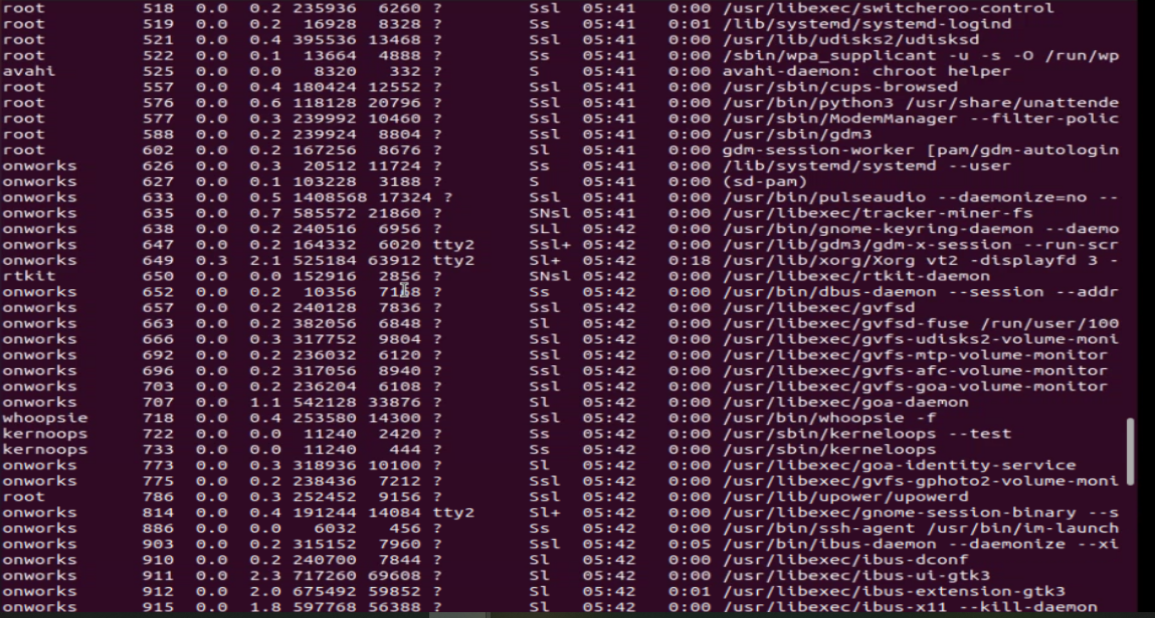 root 518 0.0 0.2 235936 6260 ? Ssl 05:41 0:00 /usr/libexec/switcheroo-control
root 519 0.0 0.2 16928 8328 ? Ss 05:41 0:01 /lib/systemd/systemd-logind
root 521 0.0 0.4 395536 13468 ? Ssl 05:41 0:00 /usr/lib/udisks2/udisksd
root 522 0.0 0.1 13664 4888 ? Ss 05:41 0:00 /sbin/wpa_supplicant -u -s -O /run/wp
avahi 525 0.0 0.0 8320 332 ? S 05:41 0:00 avahi-daemon: chroot helper
root 557 0.0 0.4 180424 12552 ? Ssl 05:41 0:00 /usr/sbin/cups-browsed
root 576 0.0 0.6 118128 20796 ? Ssl 05:41 0:00 /usr/bin/python3 /usr/share/unattende
root 577 0.0 0.3 239992 10460 ? Ssl 05:41 0:00 /usr/sbin/ModemManager --filter-polic
root 588 0.0 0.2 239924 8804 ? Ssl 05:41 0:00 /usr/sbin/gdm3
root 602 0.0 0.2 167256 8676 ? Sl 05:41 0:00 gdm-session-worker [pam/gdm-autologin
onworks 626 0.0 0.3 20512 11724 ? Ss 05:41 0:00 /lib/systemd/systemd --user
onworks 627 0.0 0.1 103228 3188 ? S 05:41 0:00 (sd-pam)
onworks 633 0.0 0.5 1408568 17324 ? Ssl 05:41 0:00 /usr/bin/pulseaudio --daemonize=no --
onworks 635 0.0 0.7 585572 21860 ? SNsl 05:41 0:00 /usr/libexec/tracker-miner-fs
onworks 638 0.0 0.2 240516 6956 ? SLl 05:42 0:00 /usr/bin/gnome-keyring-daemon --daemo
onworks 647 0.0 0.2 164332 6020 tty2 Ssl+ 05:42 0:00 /usr/lib/gdm3/gdm-x-session --run-scr
onworks 649 0.3 2.1 525184 63912 tty2 Sl+ 05:42 0:18 /usr/lib/xorg/Xorg vt2 -displayfd 3 -
rtkit 650 0.0 0.0 152916 2856 ? SNsl 05:42 0:00 /usr/libexec/rtkit-daemon
onworks 652 0.0 0.2 10356 ? Ss 05:42 0:00 /usr/bin/dbus-daemon --session --addr
onworks 657 0.0 0.2 240128 7836 ? Ssl 05:42 0:00 /usr/libexec/gvfsd
onworks 663 0.0 0.2 382056 6848 ? Sl 05:42 0:00 /usr/libexec/gvfsd-fuse /run/user/100
onworks 666 0.0 0.3 317752 9804 ? Ssl 05:42 0:00 /usr/libexec/gvfs-udisks2-volume-moni
onworks 692 0.0 0.2 236032 6120 ? Ssl 05:42 0:00 /usr/libexec/gvfs-mtp-volume-monitor
onworks 696 0.0 0.2 317056 8940 ? Ssl 05:42 0:00 /usr/libexec/gvfs-afc-volume-monitor
onworks 703 0.0 0.2 236204 6108 ? Ssl 05:42 0:00 /usr/libexec/gvfs-goa-volume-monitor
onworks 707 0.0 1.1 542128 33876 ? Sl 05:42 0:00 /usr/libexec/goa-daemon
whoopsie 718 0.0 0.4 253580 14300 ? Ssl 05:42 0:00 /usr/bin/whoopsie -f
kernoops 722 0.0 0.0 11240 2420 ? Ss 05:42 0:00 /usr/sbin/kerneloops --test
kernoops 733 0.0 0.0 11240 444 ? Ss 05:42 0:00 /usr/sbin/kerneloops
onworks 773 0.0 0.3 318936 10100 ? Sl 05:42 0:00 /usr/libexec/goa-identity-service
onworks 775 0.0 0.2 238436 7212 ? Ssl 05:42 0:00 /usr/libexec/gvfs-gphoto2-volume-moni
root 786 0.0 0.3 252452 9156 ? Ssl 05:42 0:00 /usr/lib/upower/upowerd
onworks 814 0.0 0.4 191244 14084 tty2 Sl+ 05:42 0:00 /usr/libexec/gnome-session-binary --s
onworks 886 0.0 0.0 6032 456 ? Ss 05:42 0:00 /usr/bin/ssh-agent /usr/bin/im-launch
onworks 903 0.0 0.2 315152 7960 ? Ssl 05:42 0:05 /usr/bin/ibus-daemon --daemonize --xi
onworks 910 0.0 0.2 240700 7844 ? Sl 05:42 0:00 /usr/libexec/ibus-dconf
onworks 911 0.0 2.3 717260 69608 ? Sl 05:42 0:00 /usr/libexec/ibus-ui-gtk3
onworks 912 0.0 2.0 675492 59852 ? Sl 05:42 0:01 /usr/libexec/ibus-extension-gtk3
onworks 915 0.0 1.8 597768 56388 ? Sl 05:42 0:00 /usr/libexec/ibus-x11 --kill-daemon